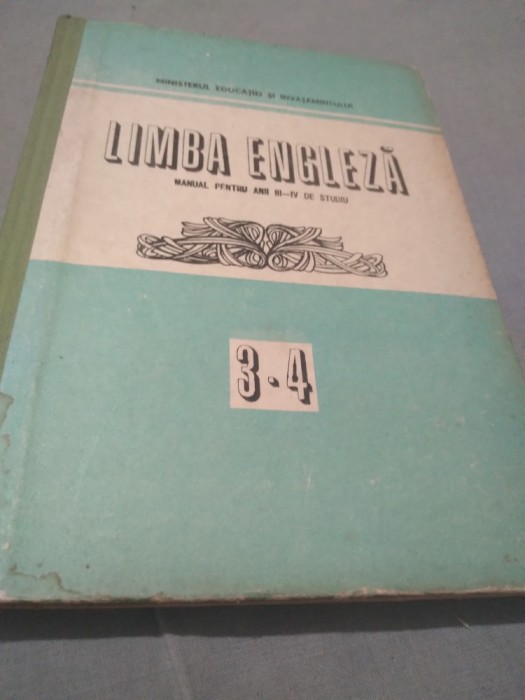 MINISTERUL EDUCAȚIEI ȘI ÎNVĂȚĂMÎNTULUI
LIMBA ENGLEZĂ
MANUAL PENTRU ANII III—IV DE STUDIU
3·4